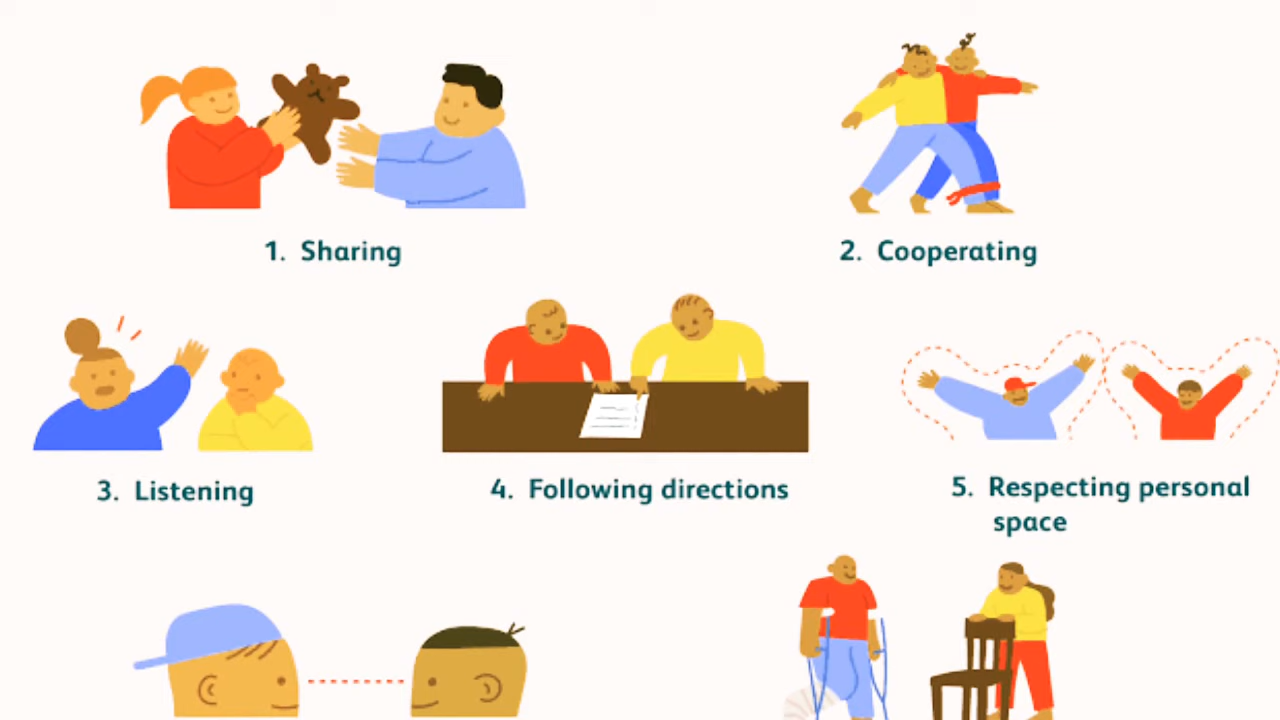 1. Sharing
2. Cooperating
3. Listening
4. Following directions
5. Respecting personal
space